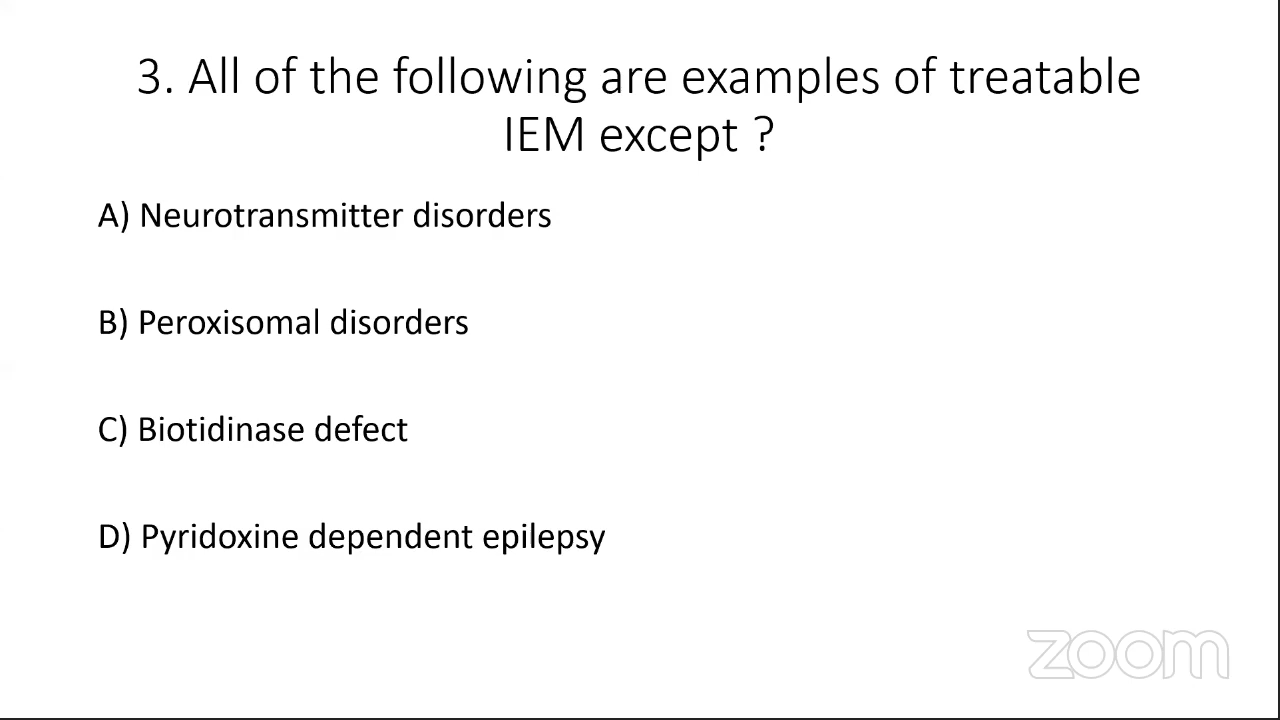 3. All of the following are examples of treatable
IEM except ?
A) Neurotransmitter disorders
B) Peroxisomal disorders
C) Biotidinase defect
D) Pyridoxine dependent epilepsy
zoom